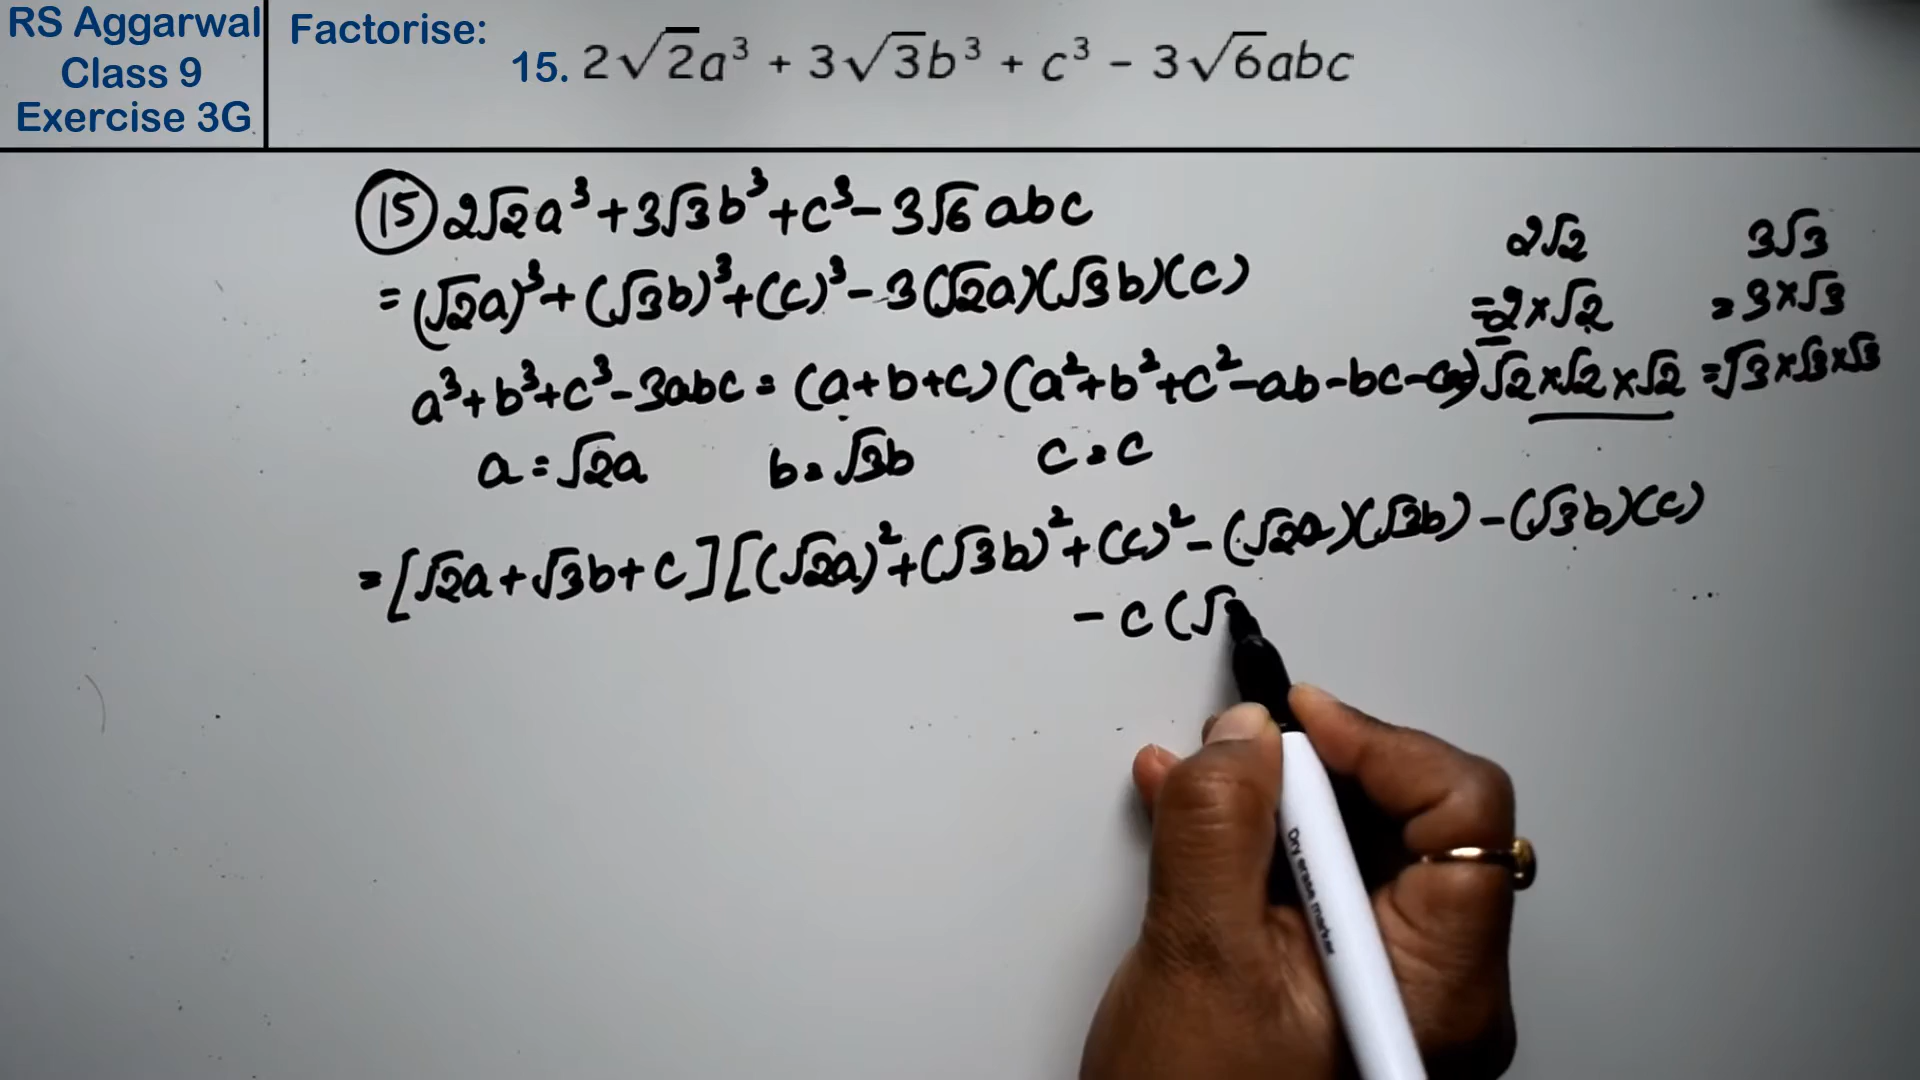 RS Aggarwal
Class 9
Exercise 3G
Factorise:
15. 2√2a³ + 3√3b³ + c³ - 3√6abc
15 2√2a³+3√3b³+c³-3√6abc
=(√2a)³+(√3b)³+(c)³-3(√2a)(√3b)(c)
a³+b³+c³-3abc=(a+b+c)(a²+b²+c²-ab-bc-ca)
a=√2a b=√3b c=c
=[√2a+√3b+c][(√2a)²+(√3b)²+(c)²-(√2a)(√3b)-(√3b)(c)
-c(√
2√2
=2×√2
√2×√2×√2
3√3
=3×√3
=√3×√3×√3
Dry erase marker